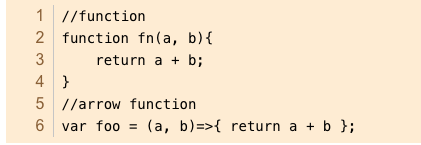 1 //function
2 function fn(a, b){
3     return a + b;
4 }
5 //arrow function
6 var foo = (a, b)=>{ return a + b };